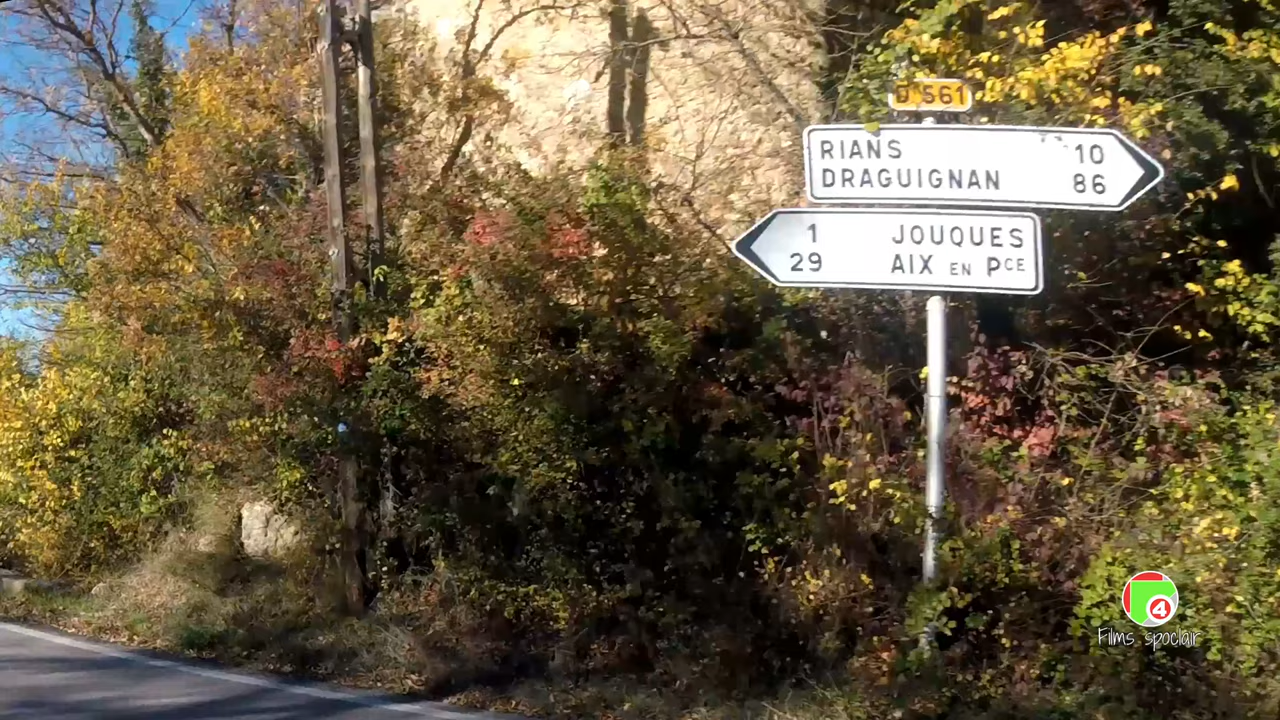 D 561
RIANS 10
DRAGUIGNAN 86
1 JOUQUES
29 AIX EN PCE
4
Films spoclair